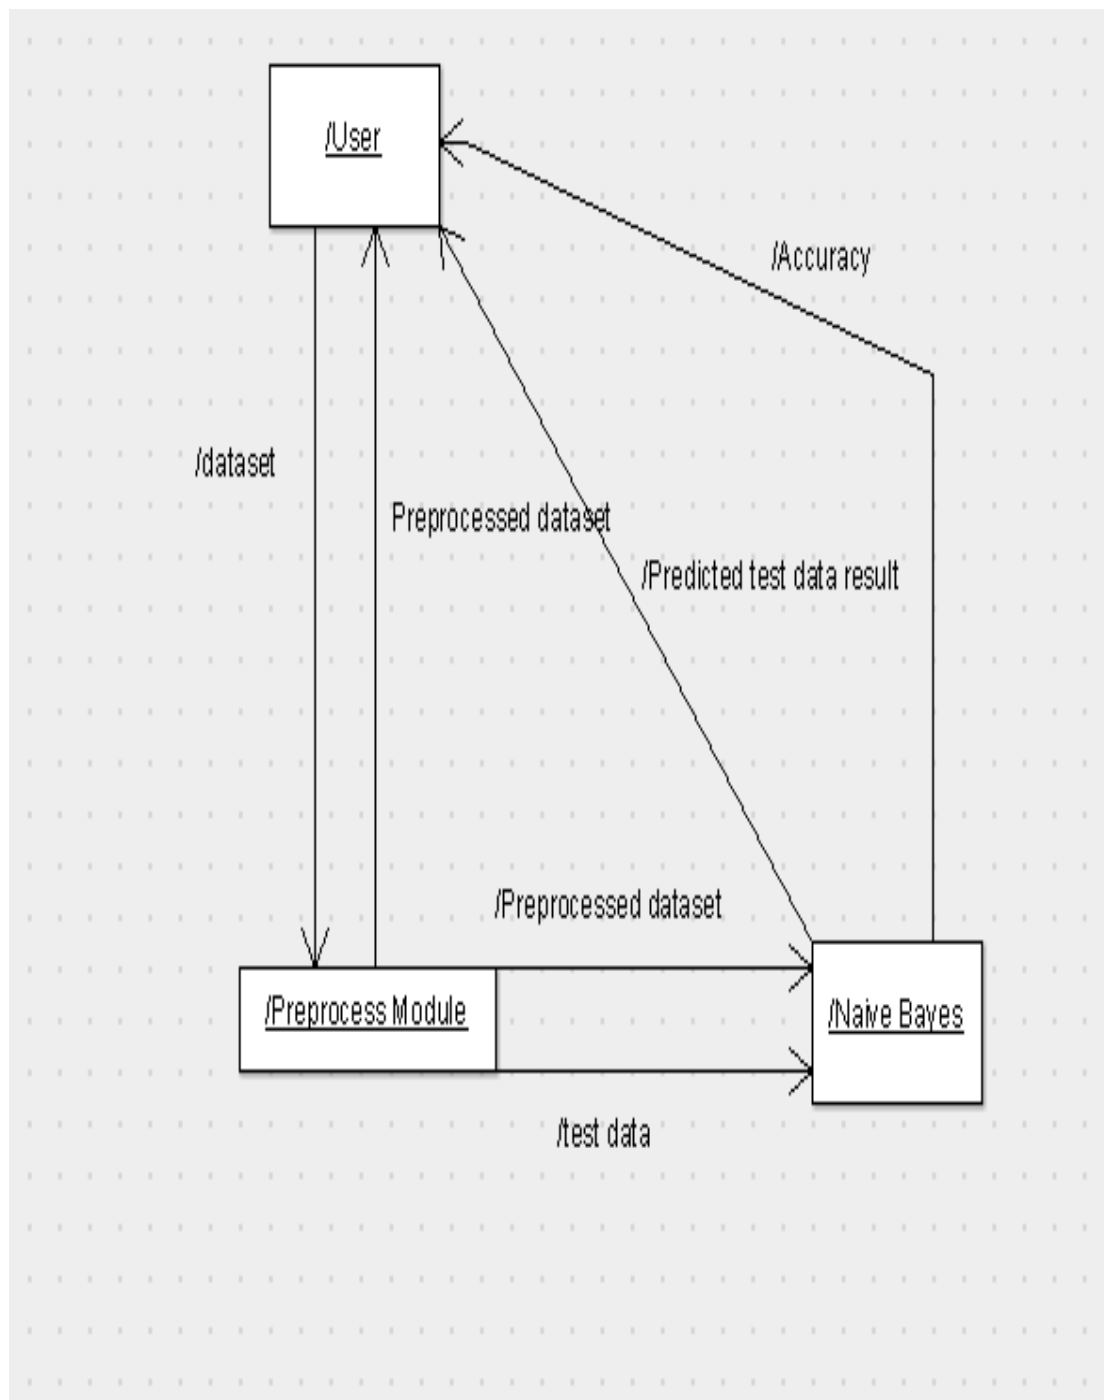 /User
/Accuracy
/dataset
Preprocessed dataset
/Predicted test data result
/Preprocessed dataset
/Preprocess Module
/Naive Bayes
/test data